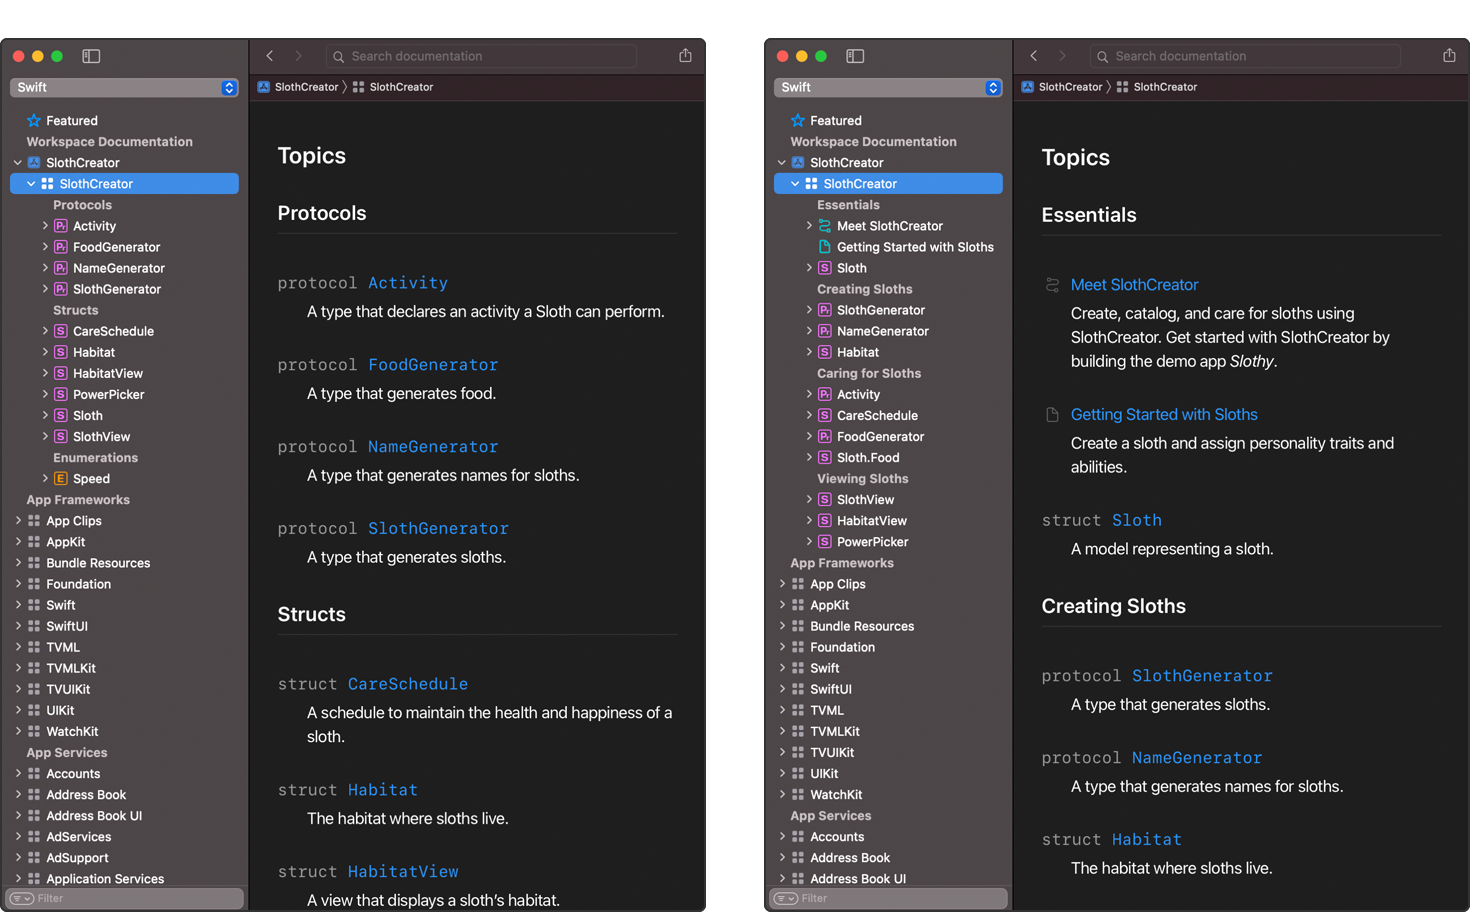 Search documentation
Swift
SlothCreator
SlothCreator
Featured
Workspace Documentation
SlothCreator
SlothCreator
Protocols
Pr Activity
Pr FoodGenerator
Pr NameGenerator
Pr SlothGenerator
Structs
S CareSchedule
S Habitat
S HabitatView
S PowerPicker
S Sloth
S SlothView
Enumerations
E Speed
App Frameworks
App Clips
AppKit
Bundle Resources
Foundation
Swift
SwiftUI
TVML
TVMLKit
TVUIKit
UIKit
WatchKit
App Services
Accounts
Address Book
Address Book UI
AdServices
AdSupport
Application Services
Filter
Topics
Protocols
protocol Activity
A type that declares an activity a Sloth can perform.
protocol FoodGenerator
A type that generates food.
protocol NameGenerator
A type that generates names for sloths.
protocol SlothGenerator
A type that generates sloths.
Structs
struct CareSchedule
A schedule to maintain the health and happiness of a
sloth.
struct Habitat
The habitat where sloths live.
struct HabitatView
A view that displays a sloth's habitat.
Search documentation
Swift
SlothCreator
SlothCreator
Featured
Workspace Documentation
SlothCreator
SlothCreator
Essentials
Meet SlothCreator
Getting Started with Sloths
S Sloth
Creating Sloths
Pr SlothGenerator
Pr NameGenerator
S Habitat
Caring for Sloths
Pr Activity
S CareSchedule
Pr FoodGenerator
S Sloth.Food
Viewing Sloths
S SlothView
S HabitatView
S PowerPicker
App Frameworks
App Clips
AppKit
Bundle Resources
Foundation
Swift
SwiftUI
TVML
TVMLKit
TVUIKit
UIKit
WatchKit
App Services
Accounts
Address Book
Address Book UI
Filter
Topics
Essentials
Meet SlothCreator
Create, catalog, and care for sloths using
SlothCreator. Get started with SlothCreator by
building the demo app Slothy.
Getting Started with Sloths
Create a sloth and assign personality traits and
abilities.
struct Sloth
A model representing a sloth.
Creating Sloths
protocol SlothGenerator
A type that generates sloths.
protocol NameGenerator
A type that generates names for sloths.
struct Habitat
The habitat where sloths live.